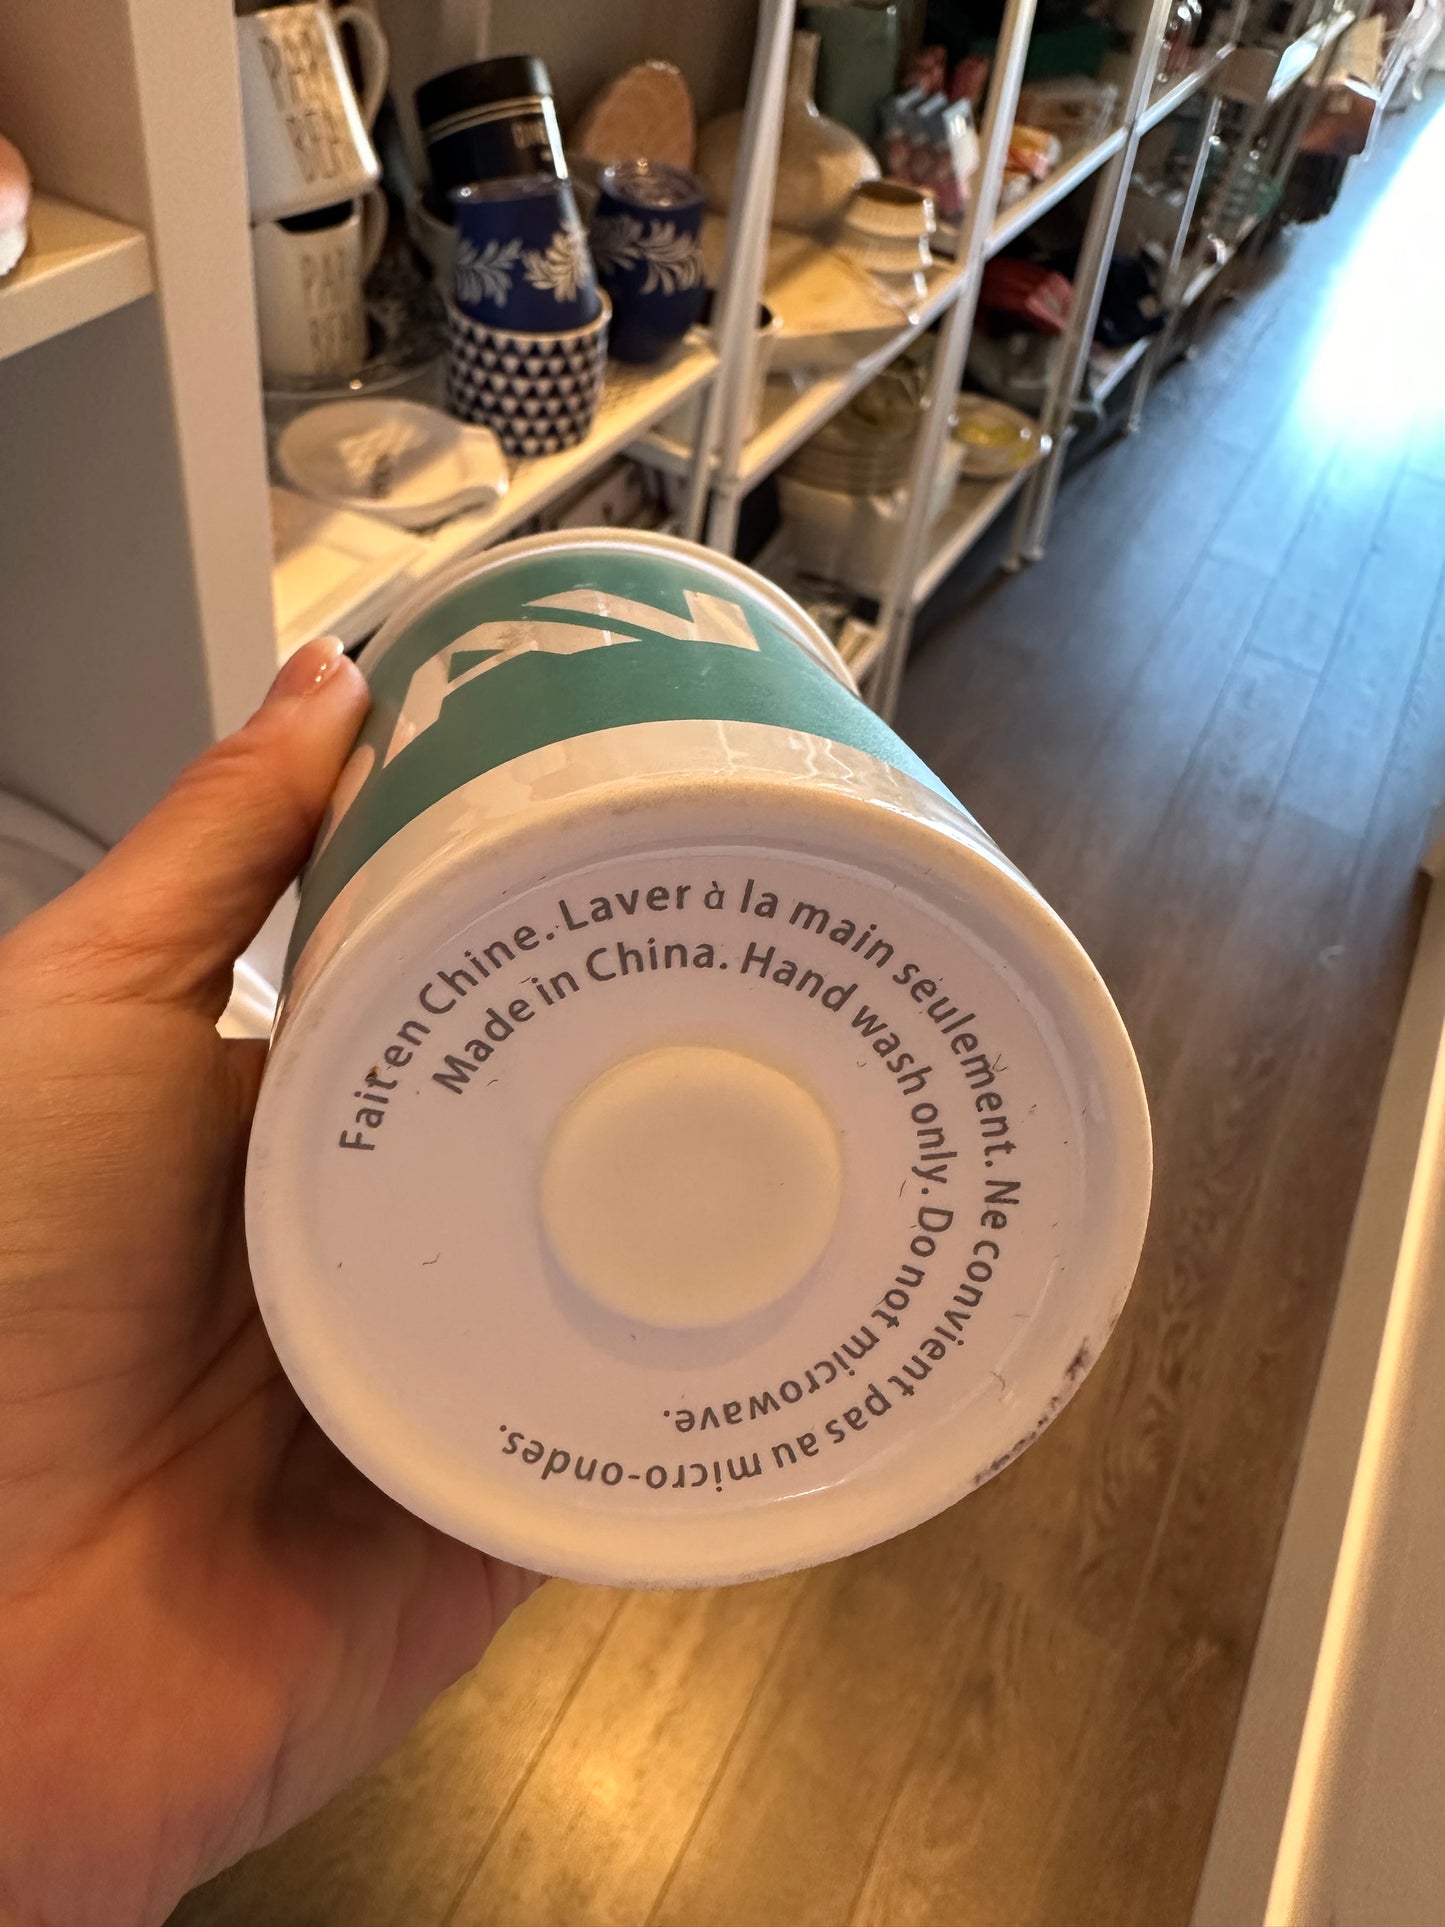 Fait en Chine. Laver à la main seulement. Ne convient pas au micro-ondes.
Made in China. Hand wash only. Do not microwave.